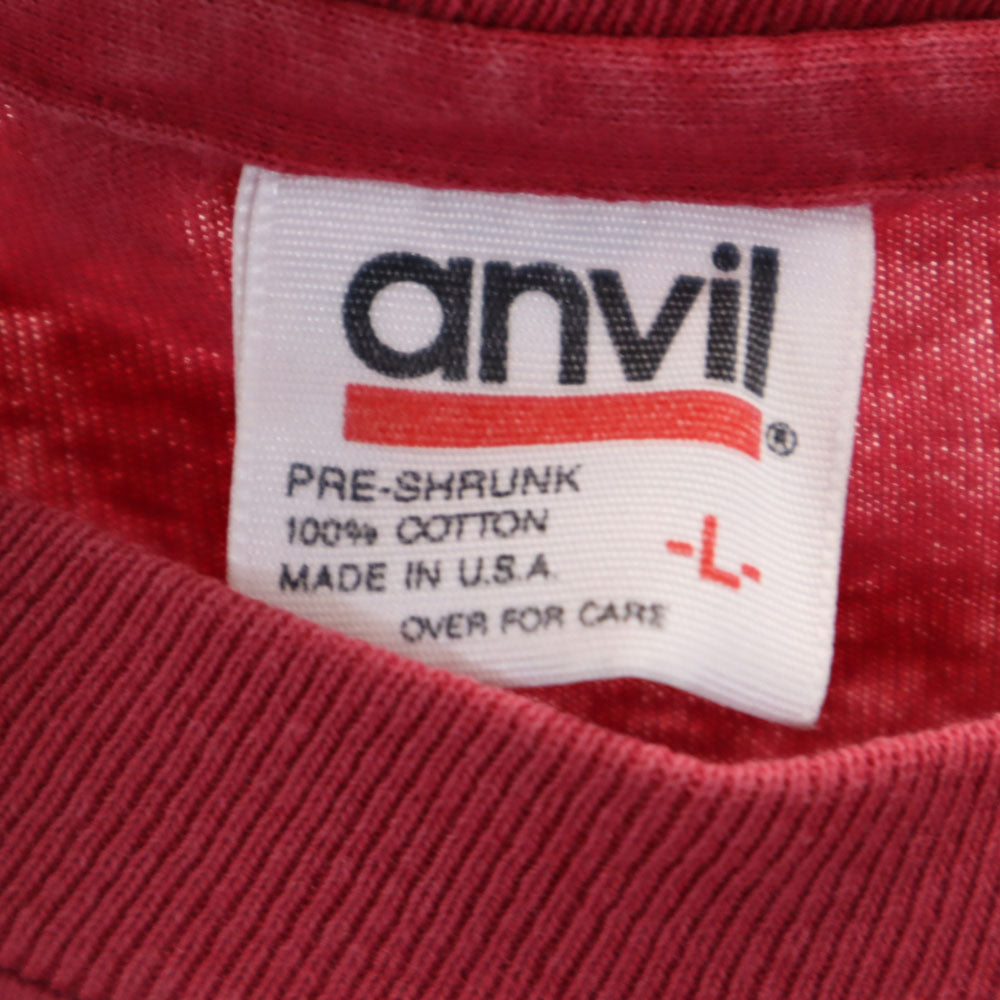 anvil®
PRE-SHRUNK
100% COTTON
MADE IN U.S.A.
-L-
OVER FOR CARE